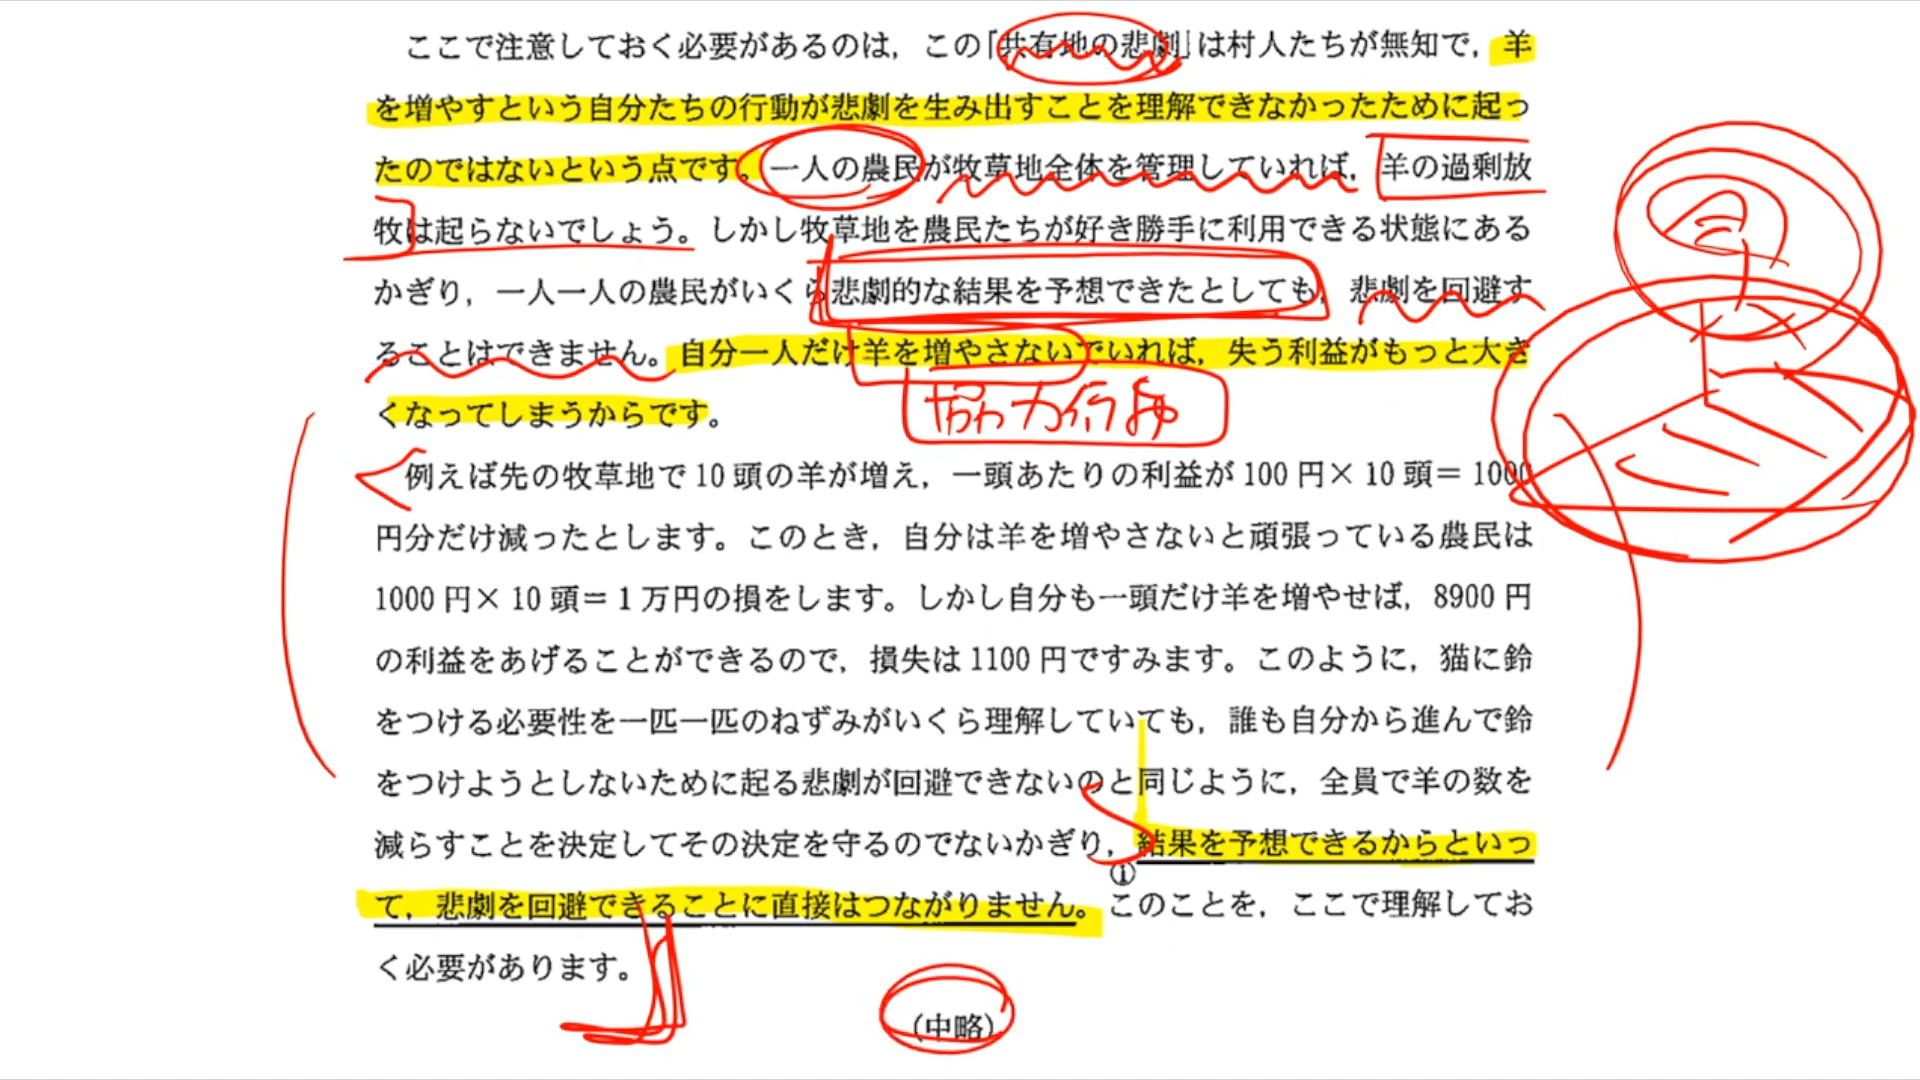 ここで注意しておく必要があるのは，この「共有地の悲劇」は村人たちが無知で，羊
を増やすという自分たちの行動が悲劇を生み出すことを理解できなかったために起っ
たのではないという点です。一人の農民が牧草地全体を管理していれば，羊の過剰放
牧は起らないでしょう。しかし牧草地を農民たちが好き勝手に利用できる状態にある
かぎり，一人一人の農民がいくら悲劇的な結果を予想できたとしても，悲劇を回避す
ることはできません。自分一人だけ羊を増やさないでいれば，失う利益がもっと大き
くなってしまうからです。
協力行動
例えば先の牧草地で10頭の羊が増え，一頭あたりの利益が100円×10頭＝1000
円分だけ減ったとします。このとき，自分は羊を増やさないと頑張っている農民は
1000円×10頭＝1万円の損をします。しかし自分も一頭だけ羊を増やせば，8900円
の利益をあげることができるので，損失は1100円ですみます。このように，猫に鈴
をつける必要性を一匹一匹のねずみがいくら理解していても，誰も自分から進んで鈴
をつけようとしないために起る悲劇が回避できないのと同じように，全員で羊の数を
減らすことを決定してその決定を守るのでないかぎり，結果を予想できるからといっ
①
て，悲劇を回避できることに直接はつながりません。このことを，ここで理解してお
く必要があります。
（中略）